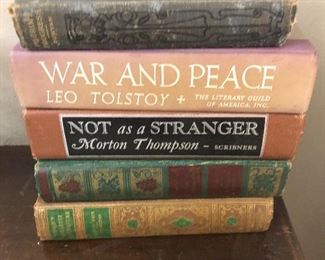 WAR AND PEACE
LEO TOLSTOY + THE LITERARY GUILD
OF AMERICA, INC.
NOT as a STRANGER
Morton Thompson – SCRIBNERS